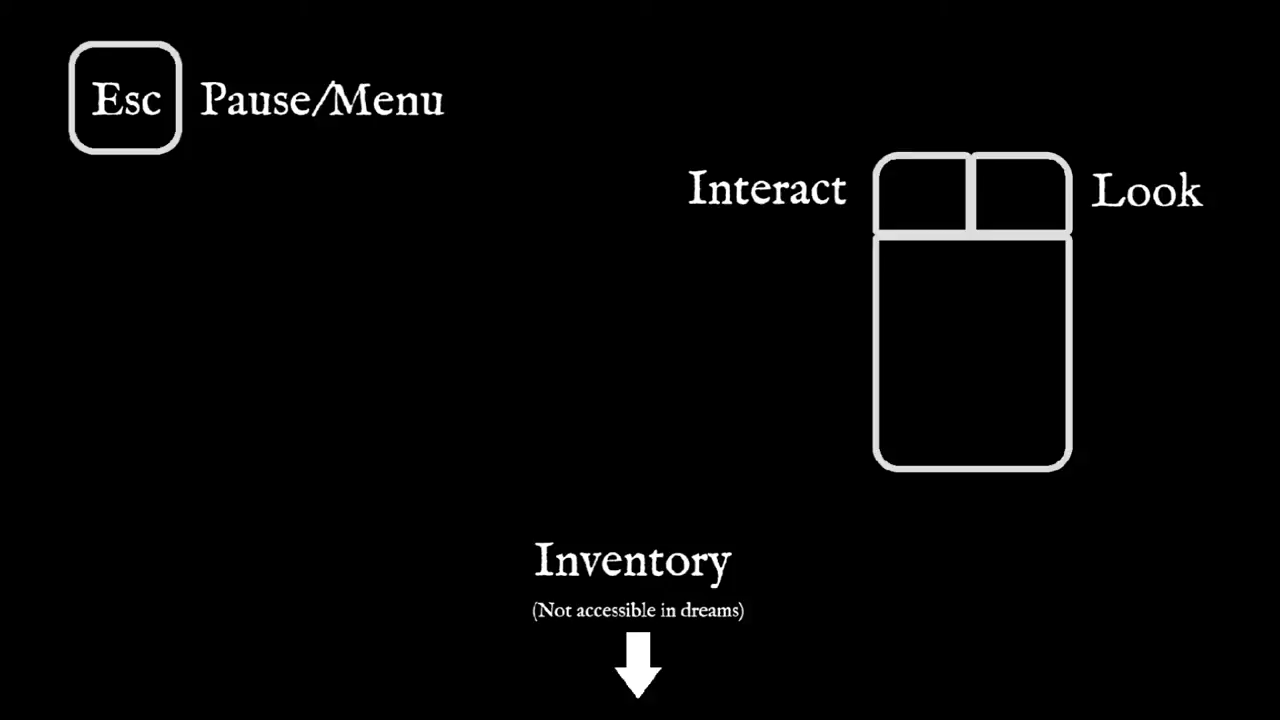 Esc Pause/Menu
Interact Look
Inventory
(Not accessible in dreams)